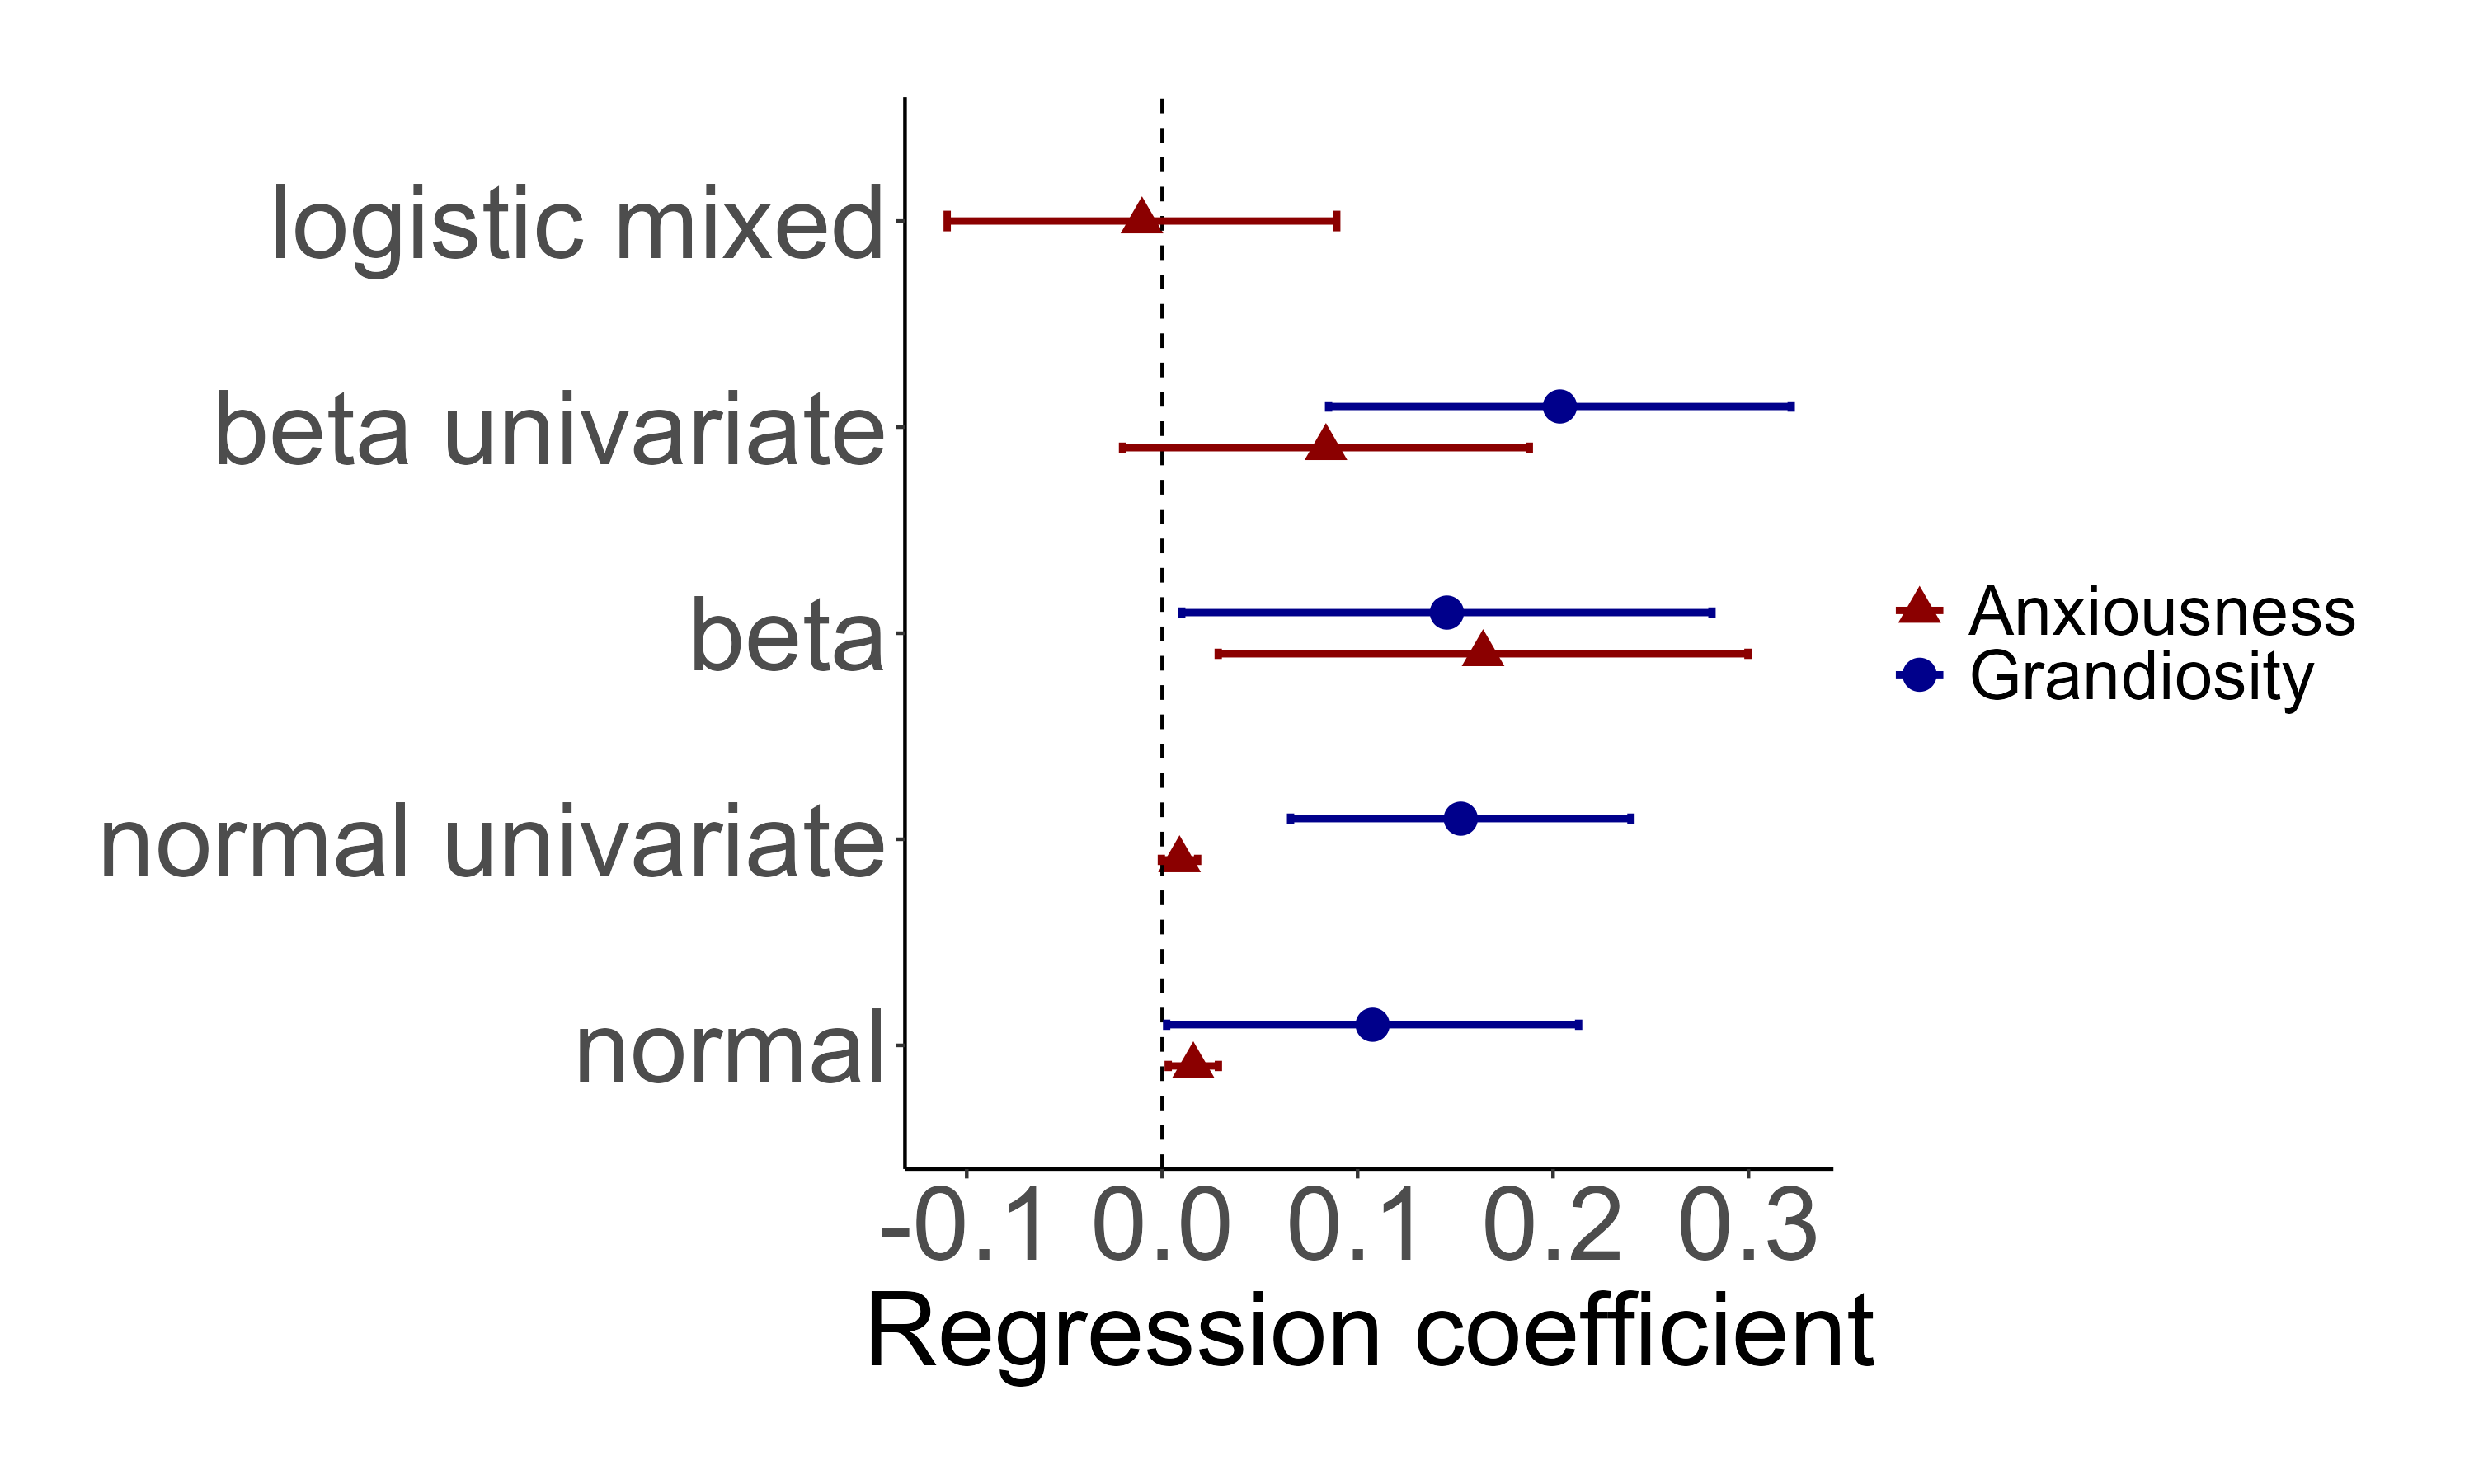 logistic mixed
beta univariate
beta
normal univariate
normal
-0.1 0.0 0.1 0.2 0.3
Regression coefficient
Anxiousness
Grandiosity